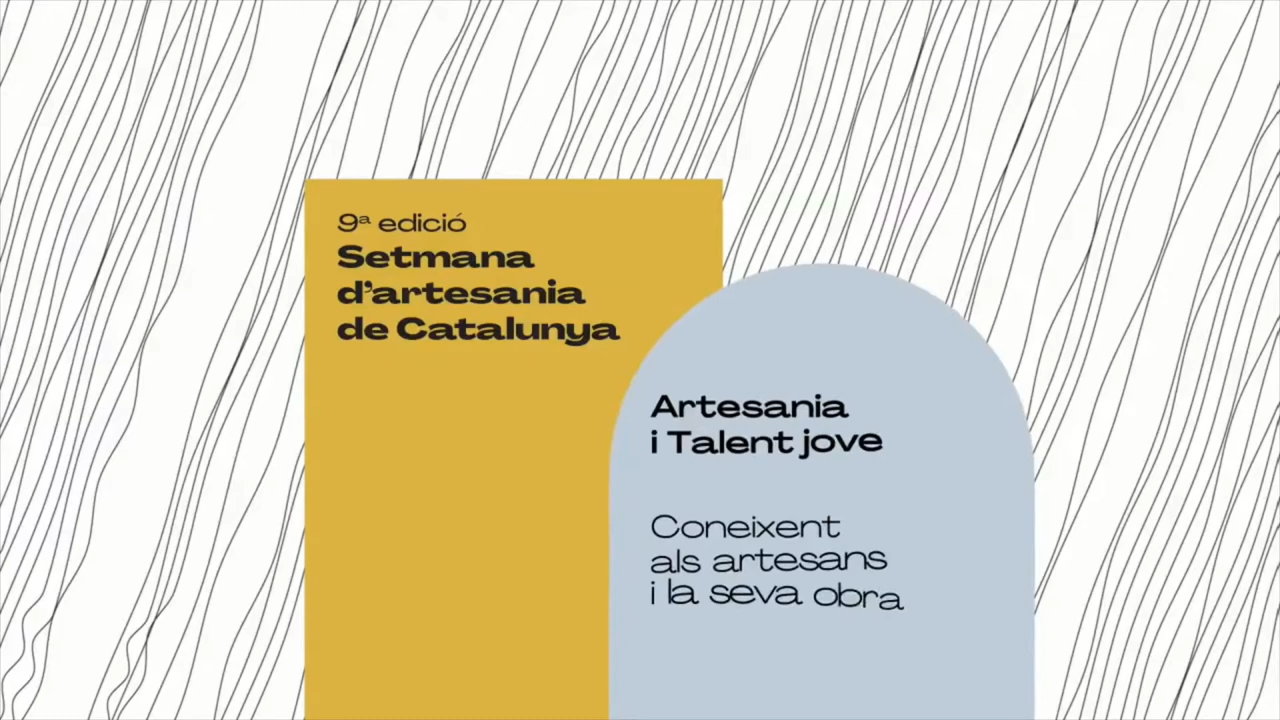 9ª edició
Setmana
d’artesania
de Catalunya
Artesania
i Talent jove
Coneixent
als artesans
i la seva obra